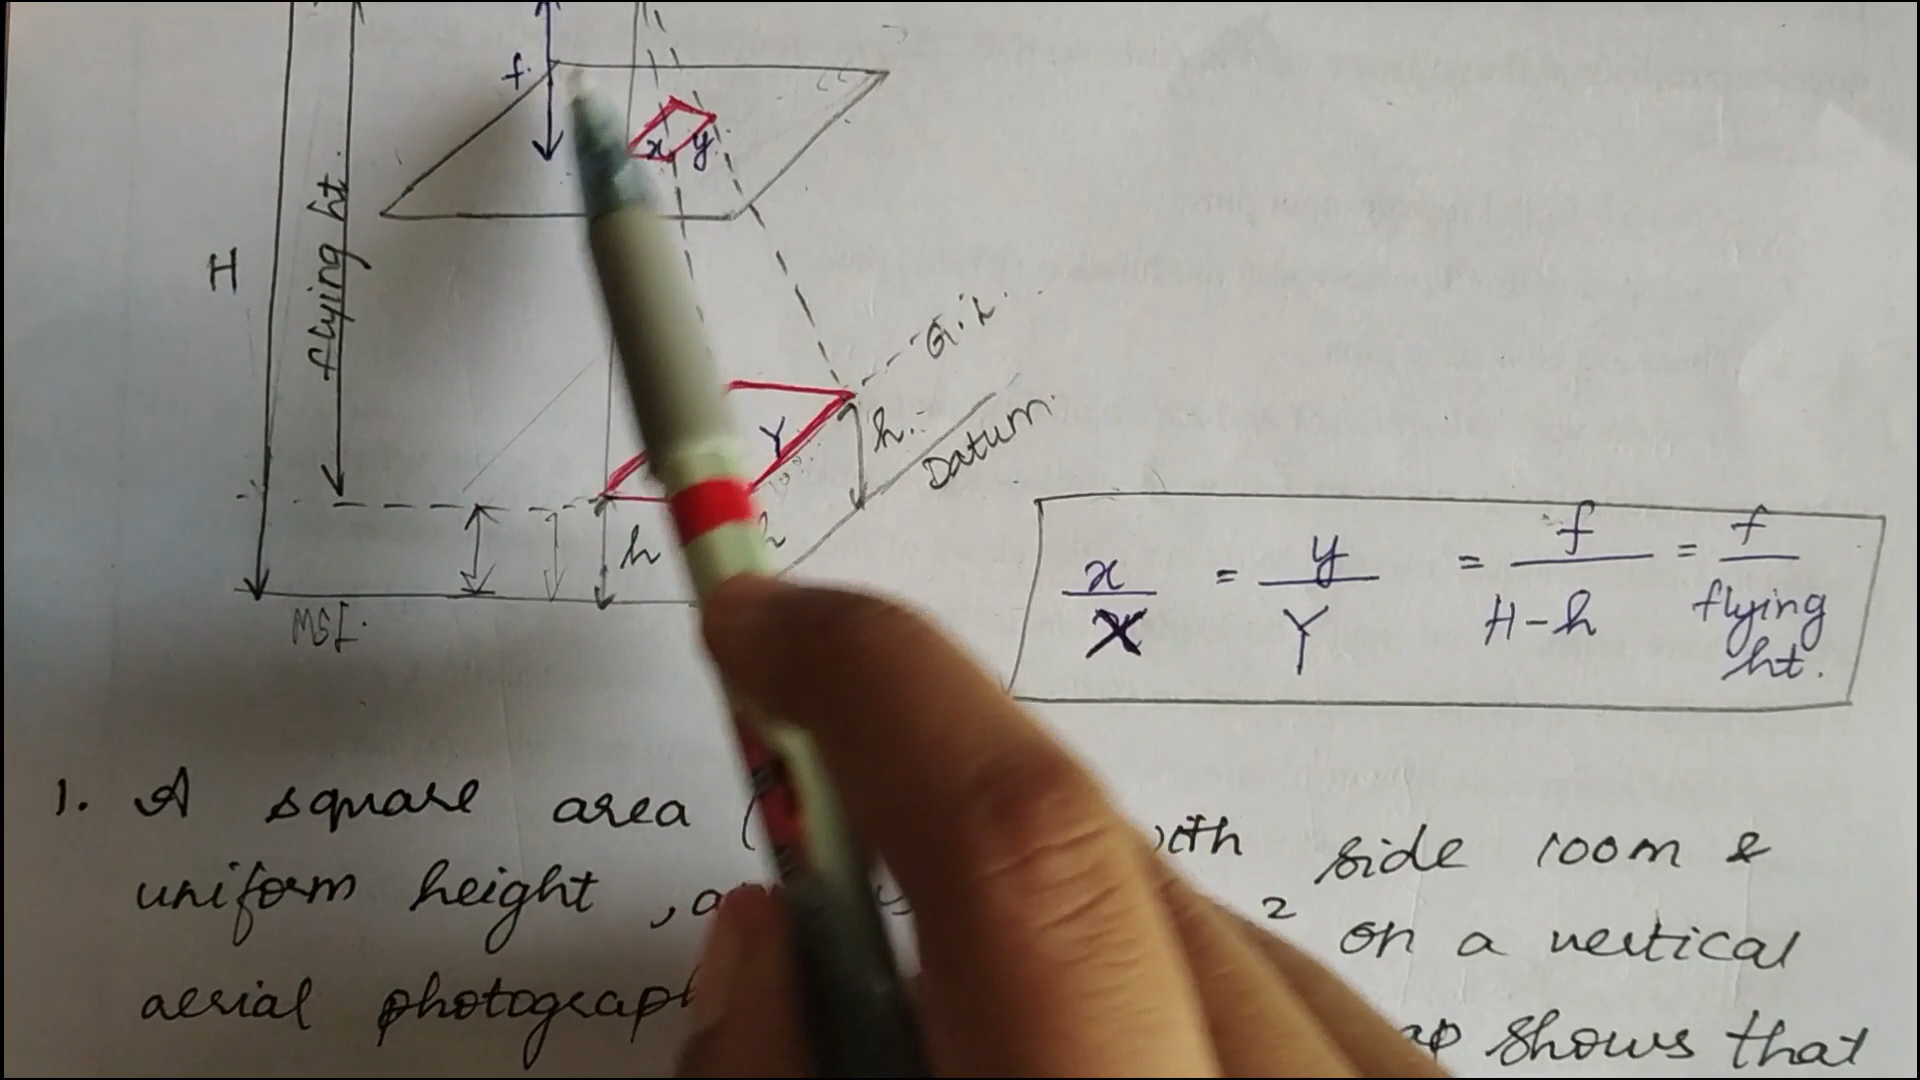 f.
x y
flying ht.
H
G.L.
Y
h.
Datum.
h h
MSL.
x/X = y/Y = f/H-h = f/flying ht.
1. A square area ( side 100m &
uniform height , 2 on a vertical
aerial photograph
shows that